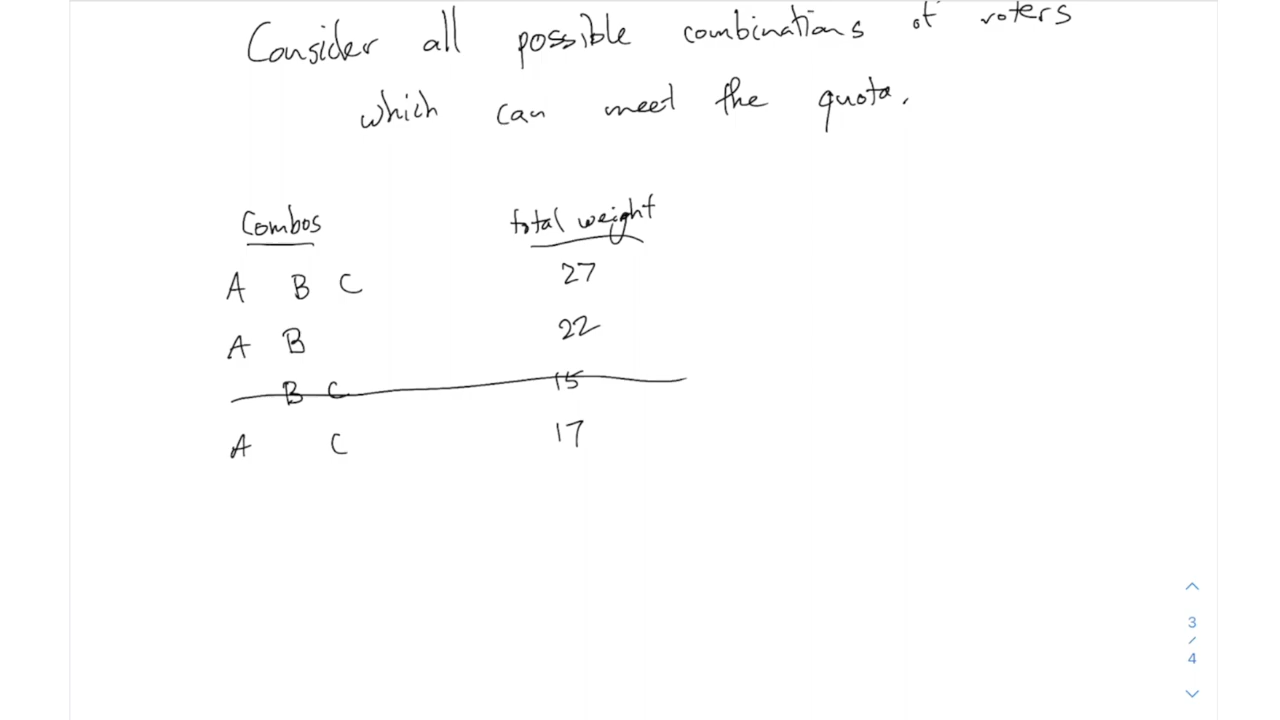 Consider all possible combinations of voters
which can meet the quota.
Combos total weight
A B C 27
A B 22
B C 15
A C 17
3
/
4